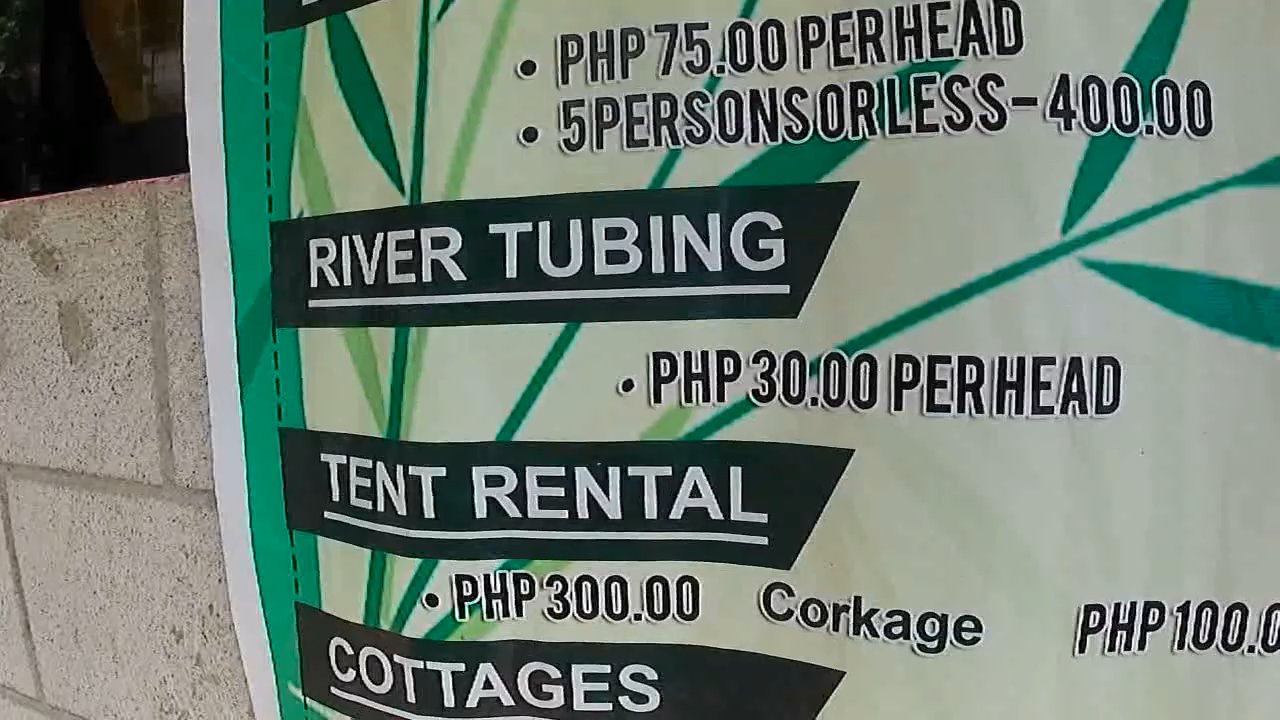 • PHP 75.00 PER HEAD
• 5 PERSONS OR LESS - 400.00
RIVER TUBING
• PHP 30.00 PER HEAD
TENT RENTAL
• PHP 300.00 Corkage PHP 100.0
COTTAGES